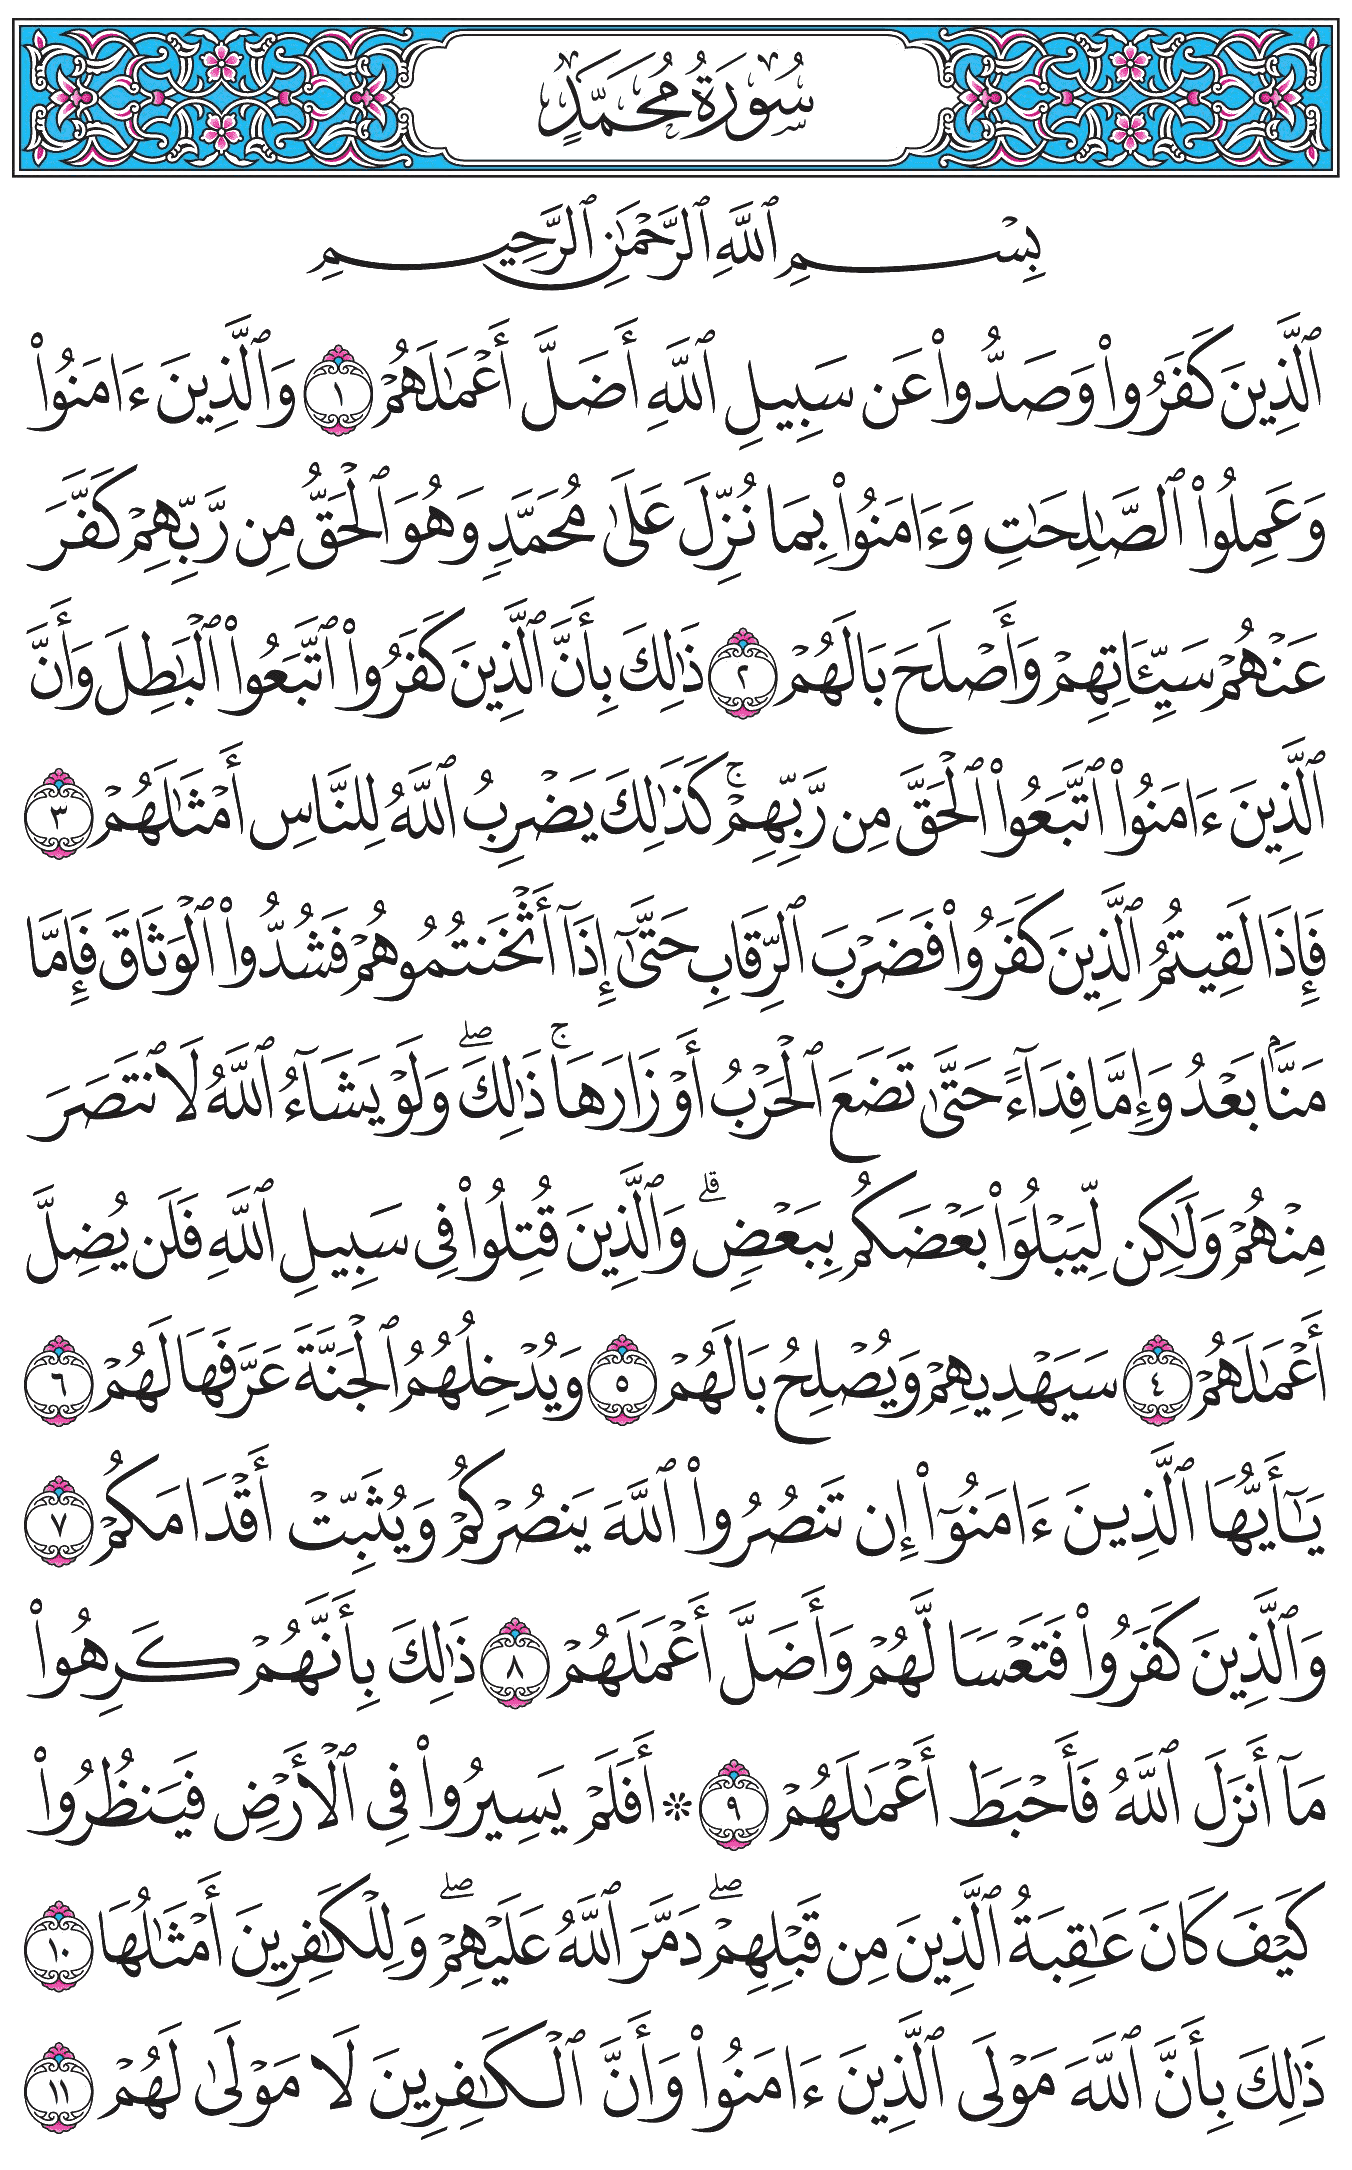 سُورَةُ مُحَمَّدٍ
بِسْمِ ٱللَّهِ ٱلرَّحْمَٰنِ ٱلرَّحِيمِ
ٱلَّذِينَ كَفَرُوا۟ وَصَدُّوا۟ عَن سَبِيلِ ٱللَّهِ أَضَلَّ أَعْمَٰلَهُمْ ١ وَٱلَّذِينَ ءَامَنُوا۟
وَعَمِلُوا۟ ٱلصَّٰلِحَٰتِ وَءَامَنُوا۟ بِمَا نُزِّلَ عَلَىٰ مُحَمَّدٍ وَهُوَ ٱلْحَقُّ مِن رَّبِّهِمْ كَفَّرَ
عَنْهُمْ سَيِّـَٔاتِهِمْ وَأَصْلَحَ بَالَهُمْ ٢ ذَٰلِكَ بِأَنَّ ٱلَّذِينَ كَفَرُوا۟ ٱتَّبَعُوا۟ ٱلْبَٰطِلَ وَأَنَّ
ٱلَّذِينَ ءَامَنُوا۟ ٱتَّبَعُوا۟ ٱلْحَقَّ مِن رَّبِّهِمْ ۚ كَذَٰلِكَ يَضْرِبُ ٱللَّهُ لِلنَّاسِ أَمْثَٰلَهُمْ ٣
فَإِذَا لَقِيتُمُ ٱلَّذِينَ كَفَرُوا۟ فَضَرْبَ ٱلرِّقَابِ حَتَّىٰٓ إِذَآ أَثْخَنتُمُوهُمْ فَشُدُّوا۟ ٱلْوَثَاقَ فَإِمَّا
مَنًّۢا بَعْدُ وَإِمَّا فِدَآءً حَتَّىٰ تَضَعَ ٱلْحَرْبُ أَوْزَارَهَا ۚ ذَٰلِكَ ۖ وَلَوْ يَشَآءُ ٱللَّهُ لَٱنتَصَرَ
مِنْهُمْ وَلَٰكِن لِّيَبْلُوَا۟ بَعْضَكُم بِبَعْضٍ ۗ وَٱلَّذِينَ قُتِلُوا۟ فِى سَبِيلِ ٱللَّهِ فَلَن يُضِلَّ
أَعْمَٰلَهُمْ ٤ سَيَهْدِيهِمْ وَيُصْلِحُ بَالَهُمْ ٥ وَيُدْخِلُهُمُ ٱلْجَنَّةَ عَرَّفَهَا لَهُمْ ٦
يَٰٓأَيُّهَا ٱلَّذِينَ ءَامَنُوٓا۟ إِن تَنصُرُوا۟ ٱللَّهَ يَنصُرْكُمْ وَيُثَبِّتْ أَقْدَامَكُمْ ٧
وَٱلَّذِينَ كَفَرُوا۟ فَتَعْسًا لَّهُمْ وَأَضَلَّ أَعْمَٰلَهُمْ ٨ ذَٰلِكَ بِأَنَّهُمْ كَرِهُوا۟
مَآ أَنزَلَ ٱللَّهُ فَأَحْبَطَ أَعْمَٰلَهُمْ ٩ ۞ أَفَلَمْ يَسِيرُوا۟ فِى ٱلْأَرْضِ فَيَنظُرُوا۟
كَيْفَ كَانَ عَٰقِبَةُ ٱلَّذِينَ مِن قَبْلِهِمْ ۖ دَمَّرَ ٱللَّهُ عَلَيْهِمْ ۖ وَلِلْكَٰفِرِينَ أَمْثَٰلُهَا ١٠
ذَٰلِكَ بِأَنَّ ٱللَّهَ مَوْلَى ٱلَّذِينَ ءَامَنُوا۟ وَأَنَّ ٱلْكَٰفِرِينَ لَا مَوْلَىٰ لَهُمْ ١١